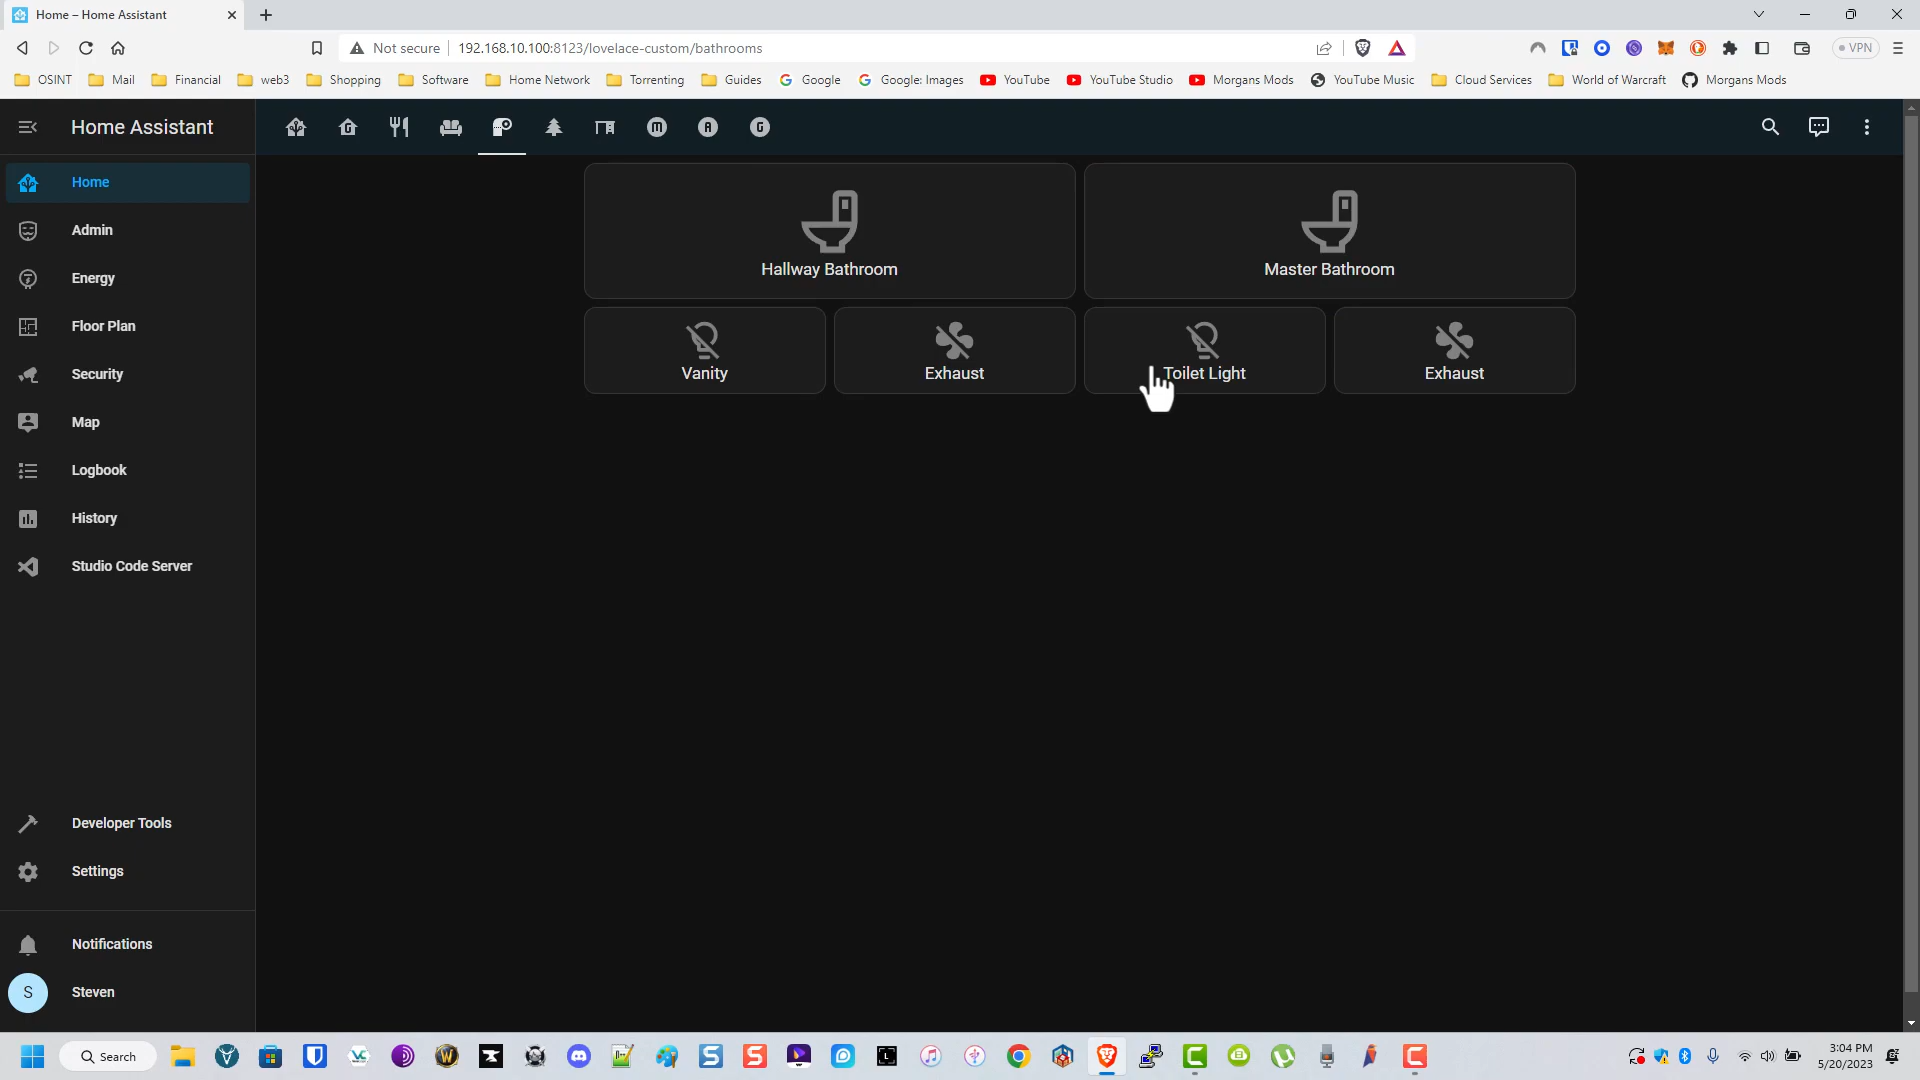 Home – Home Assistant
Not secure
192.168.10.100:8123/lovelace-custom/bathrooms
VPN
OSINT
Mail
Financial
web3
Shopping
Software
Home Network
Torrenting
Guides
Google
Google: Images
YouTube
YouTube Studio
Morgans Mods
YouTube Music
Cloud Services
World of Warcraft
Morgans Mods
Home Assistant
G
M
A
G
Home
Admin
Energy
Floor Plan
Security
Map
Logbook
History
Studio Code Server
Developer Tools
Settings
Notifications
S
Steven
Hallway Bathroom
Master Bathroom
Vanity
Exhaust
Toilet Light
Exhaust
Search
3:04 PM
5/20/2023